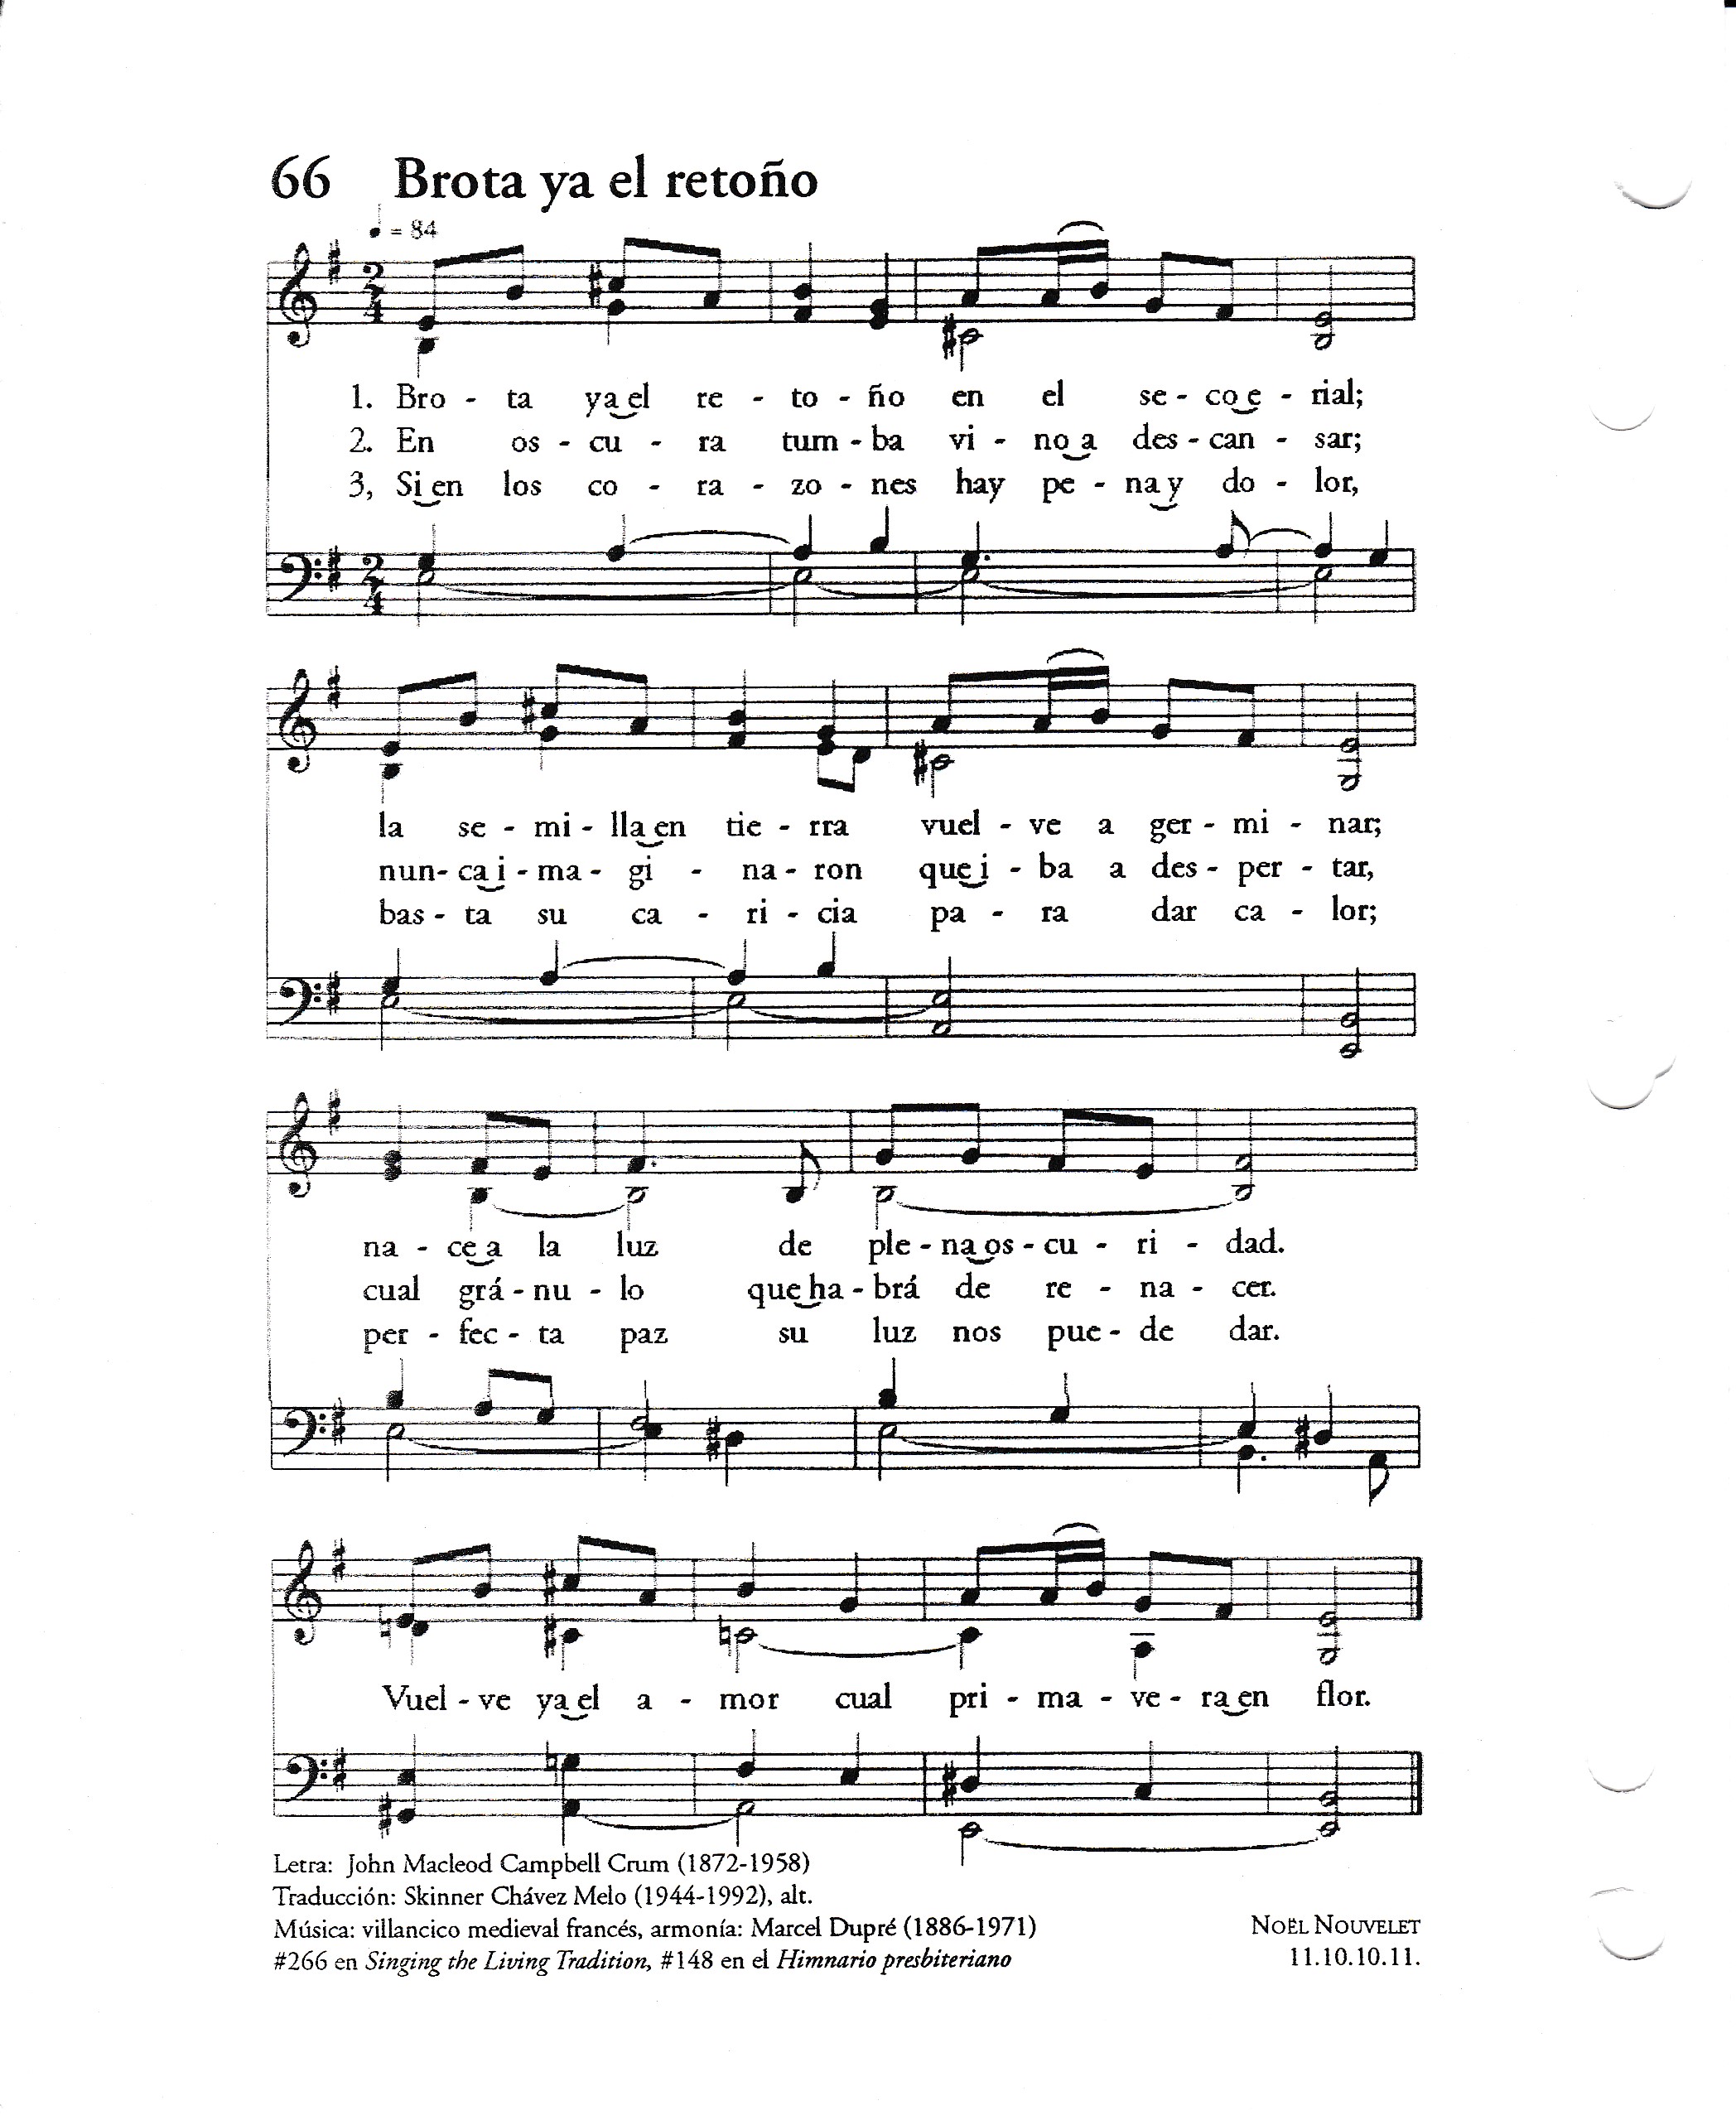 66 Brota ya el retoño
♩ = 84
1. Bro - ta ya el re - to - ño en el se - co e - rial;
2. En os - cu - ra tum - ba vi - no a des - can - sar;
3, Si en los co - ra - zo - nes hay pe - na y do - lor,
la se - mi - lla en tie - rra vuel - ve a ger - mi - nar;
nun - ca i - ma - gi - na - ron que i - ba a des - per - tar,
bas - ta su ca - ri - cia pa - ra dar ca - lor;
na - ce a la luz de ple - na os - cu - ri - dad.
cual grá - nu - lo que ha - brá de re - na - cer.
per - fec - ta paz su luz nos pue - de dar.
Vuel - ve ya el a - mor cual pri - ma - ve - ra en flor.
Letra: John Macleod Campbell Crum (1872-1958)
Traducción: Skinner Chávez Melo (1944-1992), alt.
Música: villancico medieval francés, armonía: Marcel Dupré (1886-1971) NOËL NOUVELET
#266 en Singing the Living Tradition, #148 en el Himnario presbiteriano 11.10.10.11.